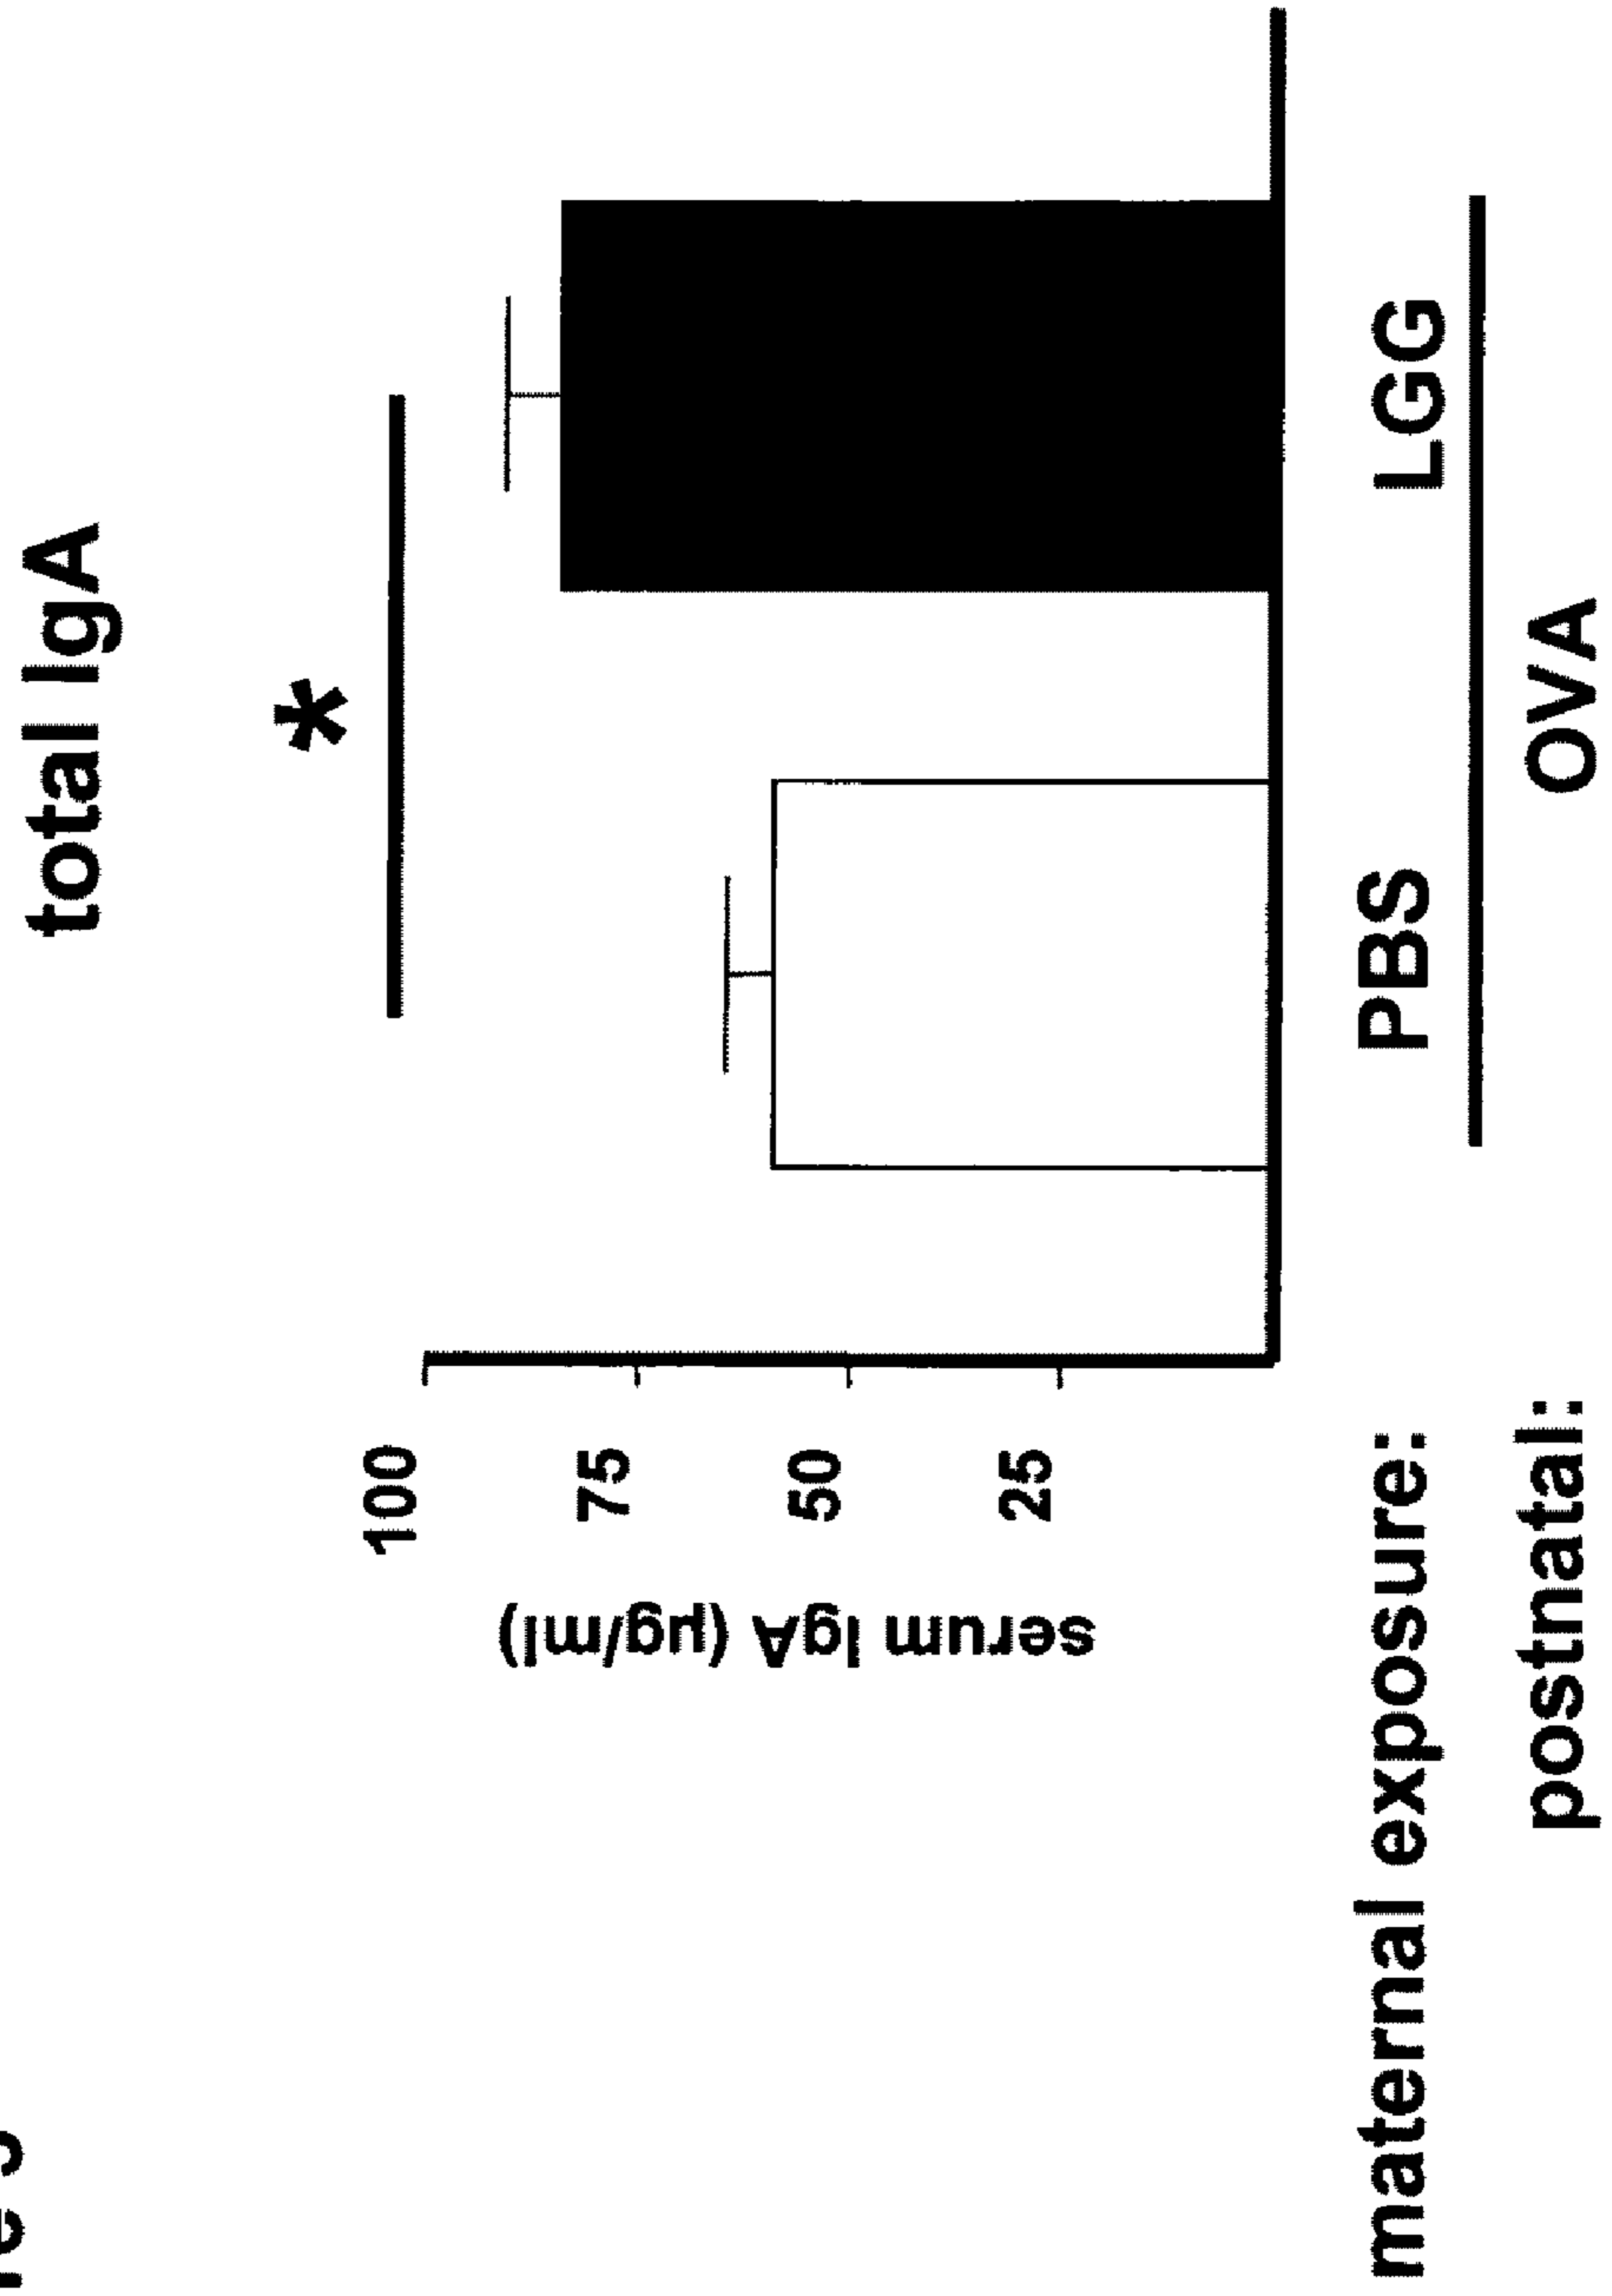 total IgA
*
100
75
50
25
serum IgA (µg/ml)
maternal exposure: PBS LGG
postnatal: OVA